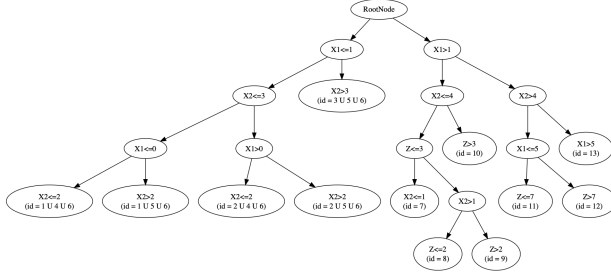 RootNode
X1<=1
X1>1
X2<=3
X2>3
(id = 3 U 5 U 6)
X2<=4
X2>4
X1<=0
X1>0
Z<=3
Z>3
(id = 10)
X1<=5
X1>5
(id = 13)
X2<=2
(id = 1 U 4 U 6)
X2>2
(id = 1 U 5 U 6)
X2<=2
(id = 2 U 4 U 6)
X2>2
(id = 2 U 5 U 6)
X2<=1
(id = 7)
X2>1
Z<=7
(id = 11)
Z>7
(id = 12)
Z<=2
(id = 8)
Z>2
(id = 9)